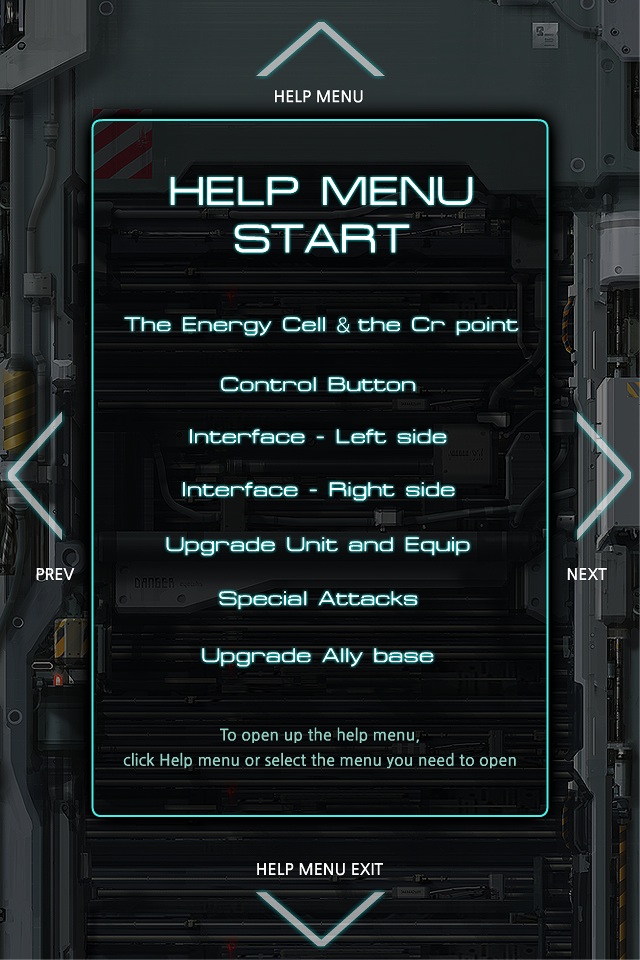 HELP MENU
HELP MENU
START
The Energy Cell & the Cr point
Control Button
Interface - Left side
Interface - Right side
Upgrade Unit and Equip
PREV
NEXT
DANGER
Special Attacks
Upgrade Ally base
To open up the help menu,
click Help menu or select the menu you need to open
HELP MENU EXIT